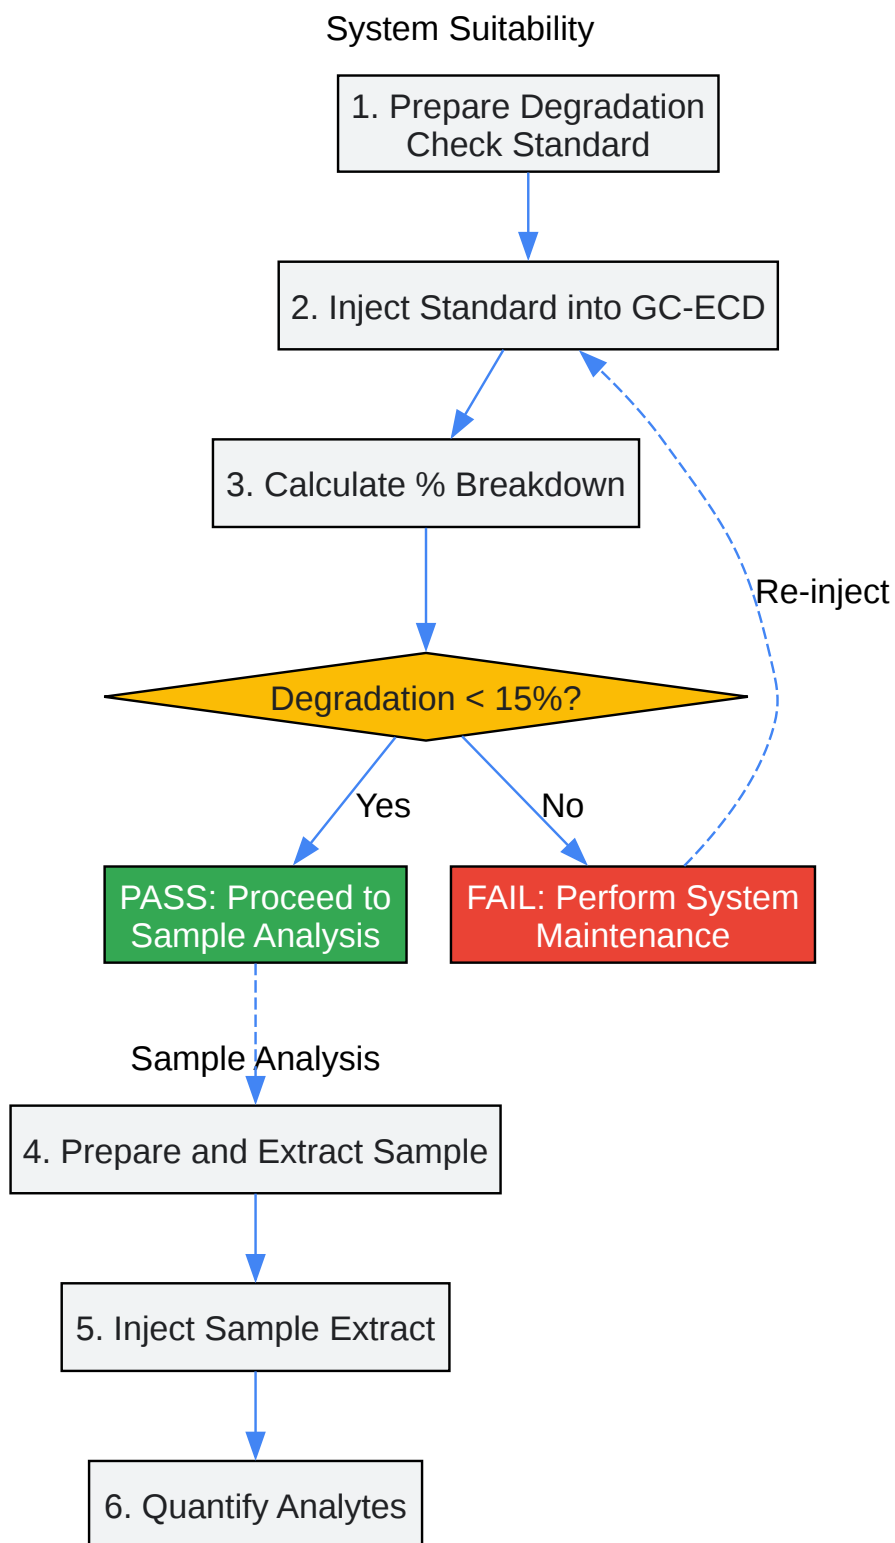 System Suitability
1. Prepare Degradation
Check Standard
2. Inject Standard into GC-ECD
3. Calculate % Breakdown
Re-inject
Degradation < 15%?
Yes
No
PASS: Proceed to
Sample Analysis
FAIL: Perform System
Maintenance
Sample Analysis
4. Prepare and Extract Sample
5. Inject Sample Extract
6. Quantify Analytes